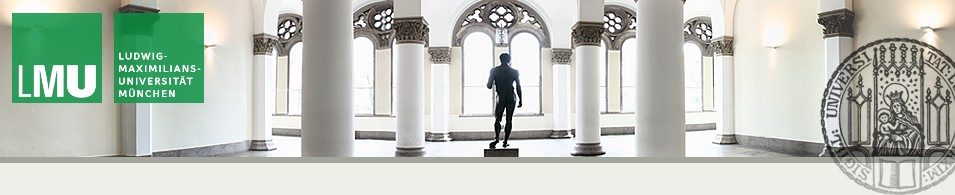 LMU
LUDWIG-
MAXIMILIANS-
UNIVERSITÄT
MÜNCHEN